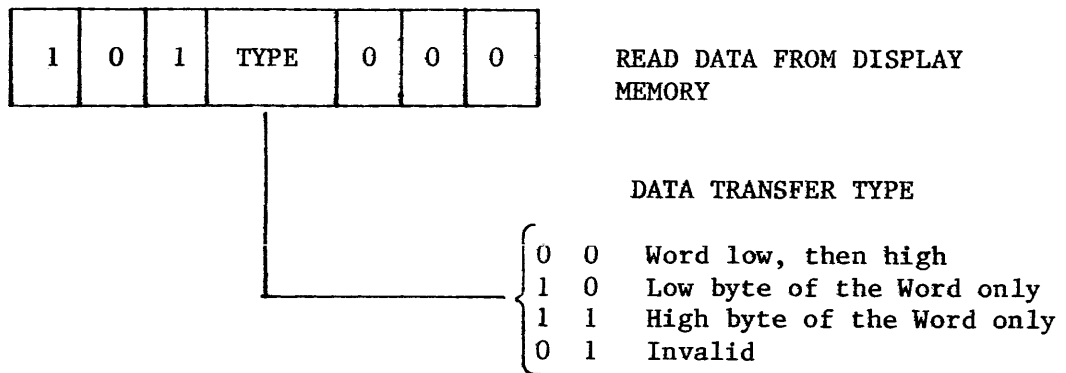 1 0 1 TYPE 0 0 0
READ DATA FROM DISPLAY
MEMORY
DATA TRANSFER TYPE
0 0 Word low, then high
1 0 Low byte of the Word only
1 1 High byte of the Word only
0 1 Invalid